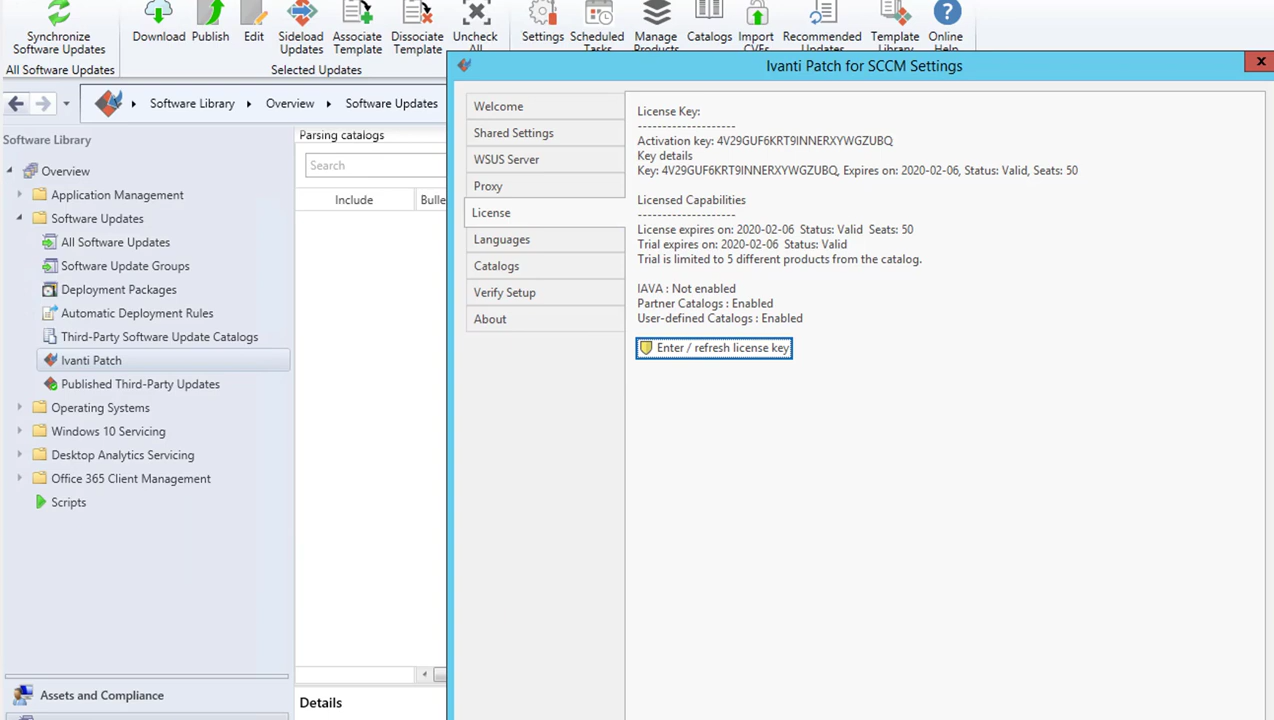 Synchronize
Software Updates
Download
Publish
Edit
Sideload
Updates
Associate
Template
Dissociate
Template
Uncheck
All
Settings
Scheduled
Tasks
Manage
Products
Catalogs
Import
CVEs
Recommended
Updates
Template
Library
Online
Help
All Software Updates
Selected Updates
Ivanti Patch for SCCM Settings
x
Software Library
Overview
Software Updates
Software Library
Overview
Application Management
Software Updates
All Software Updates
Software Update Groups
Deployment Packages
Automatic Deployment Rules
Third-Party Software Update Catalogs
Ivanti Patch
Published Third-Party Updates
Operating Systems
Windows 10 Servicing
Desktop Analytics Servicing
Office 365 Client Management
Scripts
Assets and Compliance
Parsing catalogs
Search
Include
Bulle
Details
Welcome
Shared Settings
WSUS Server
Proxy
License
Languages
Catalogs
Verify Setup
About
License Key:
--------------------
Activation key: 4V29GUF6KRT9INNERXYWGZUBQ
Key details
Key: 4V29GUF6KRT9INNERXYWGZUBQ, Expires on: 2020-02-06, Status: Valid, Seats: 50
Licensed Capabilities
--------------------
License expires on: 2020-02-06 Status: Valid Seats: 50
Trial expires on: 2020-02-06 Status: Valid
Trial is limited to 5 different products from the catalog.
IAVA : Not enabled
Partner Catalogs : Enabled
User-defined Catalogs : Enabled
Enter / refresh license key